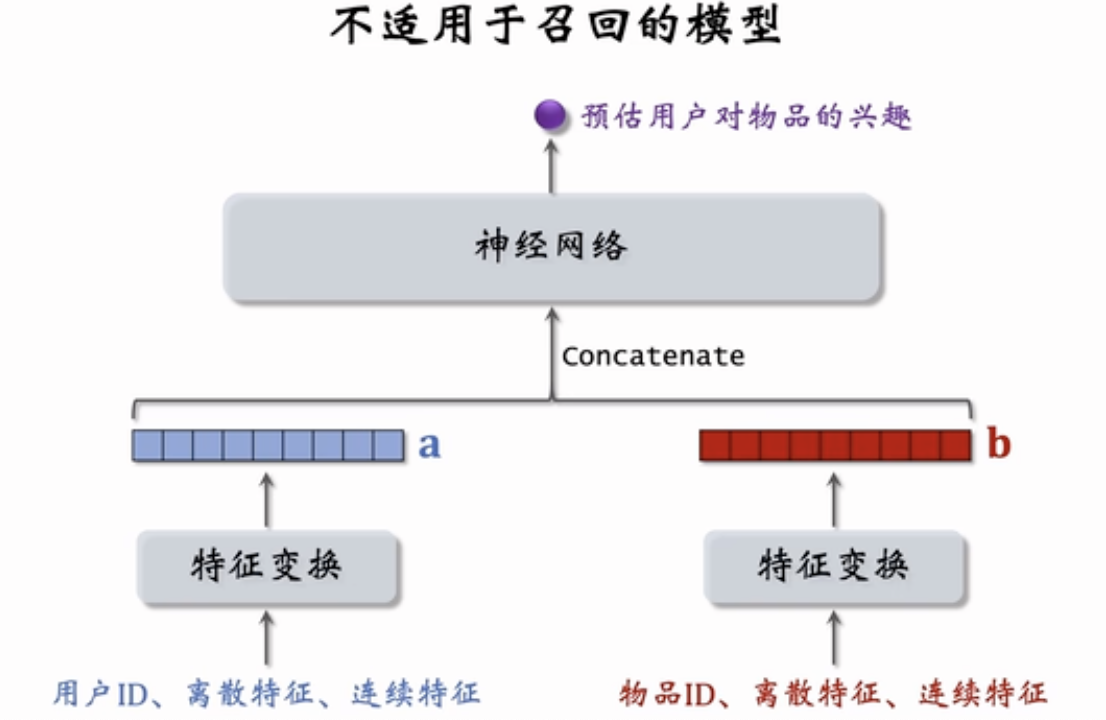 不适用于召回的模型
预估用户对物品的兴趣
神经网络
Concatenate
a
b
特征变换
特征变换
用户ID、离散特征、连续特征
物品ID、离散特征、连续特征